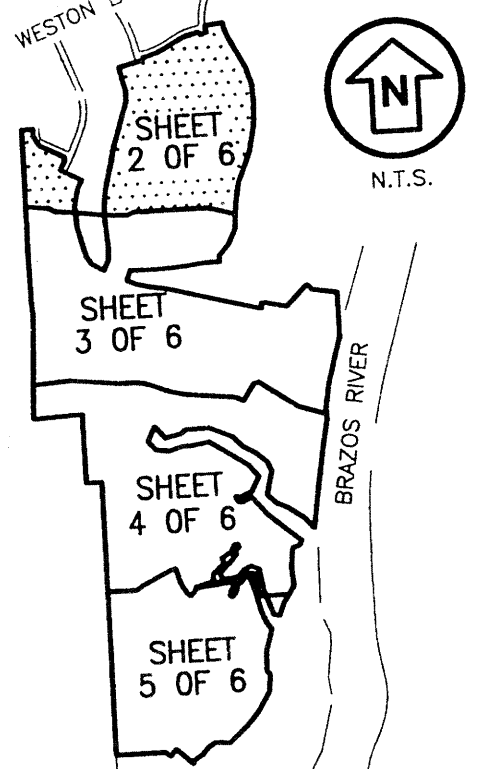 WESTON
N
N.T.S.
SHEET
2 OF 6
SHEET
3 OF 6
BRAZOS RIVER
SHEET
4 OF 6
SHEET
5 OF 6